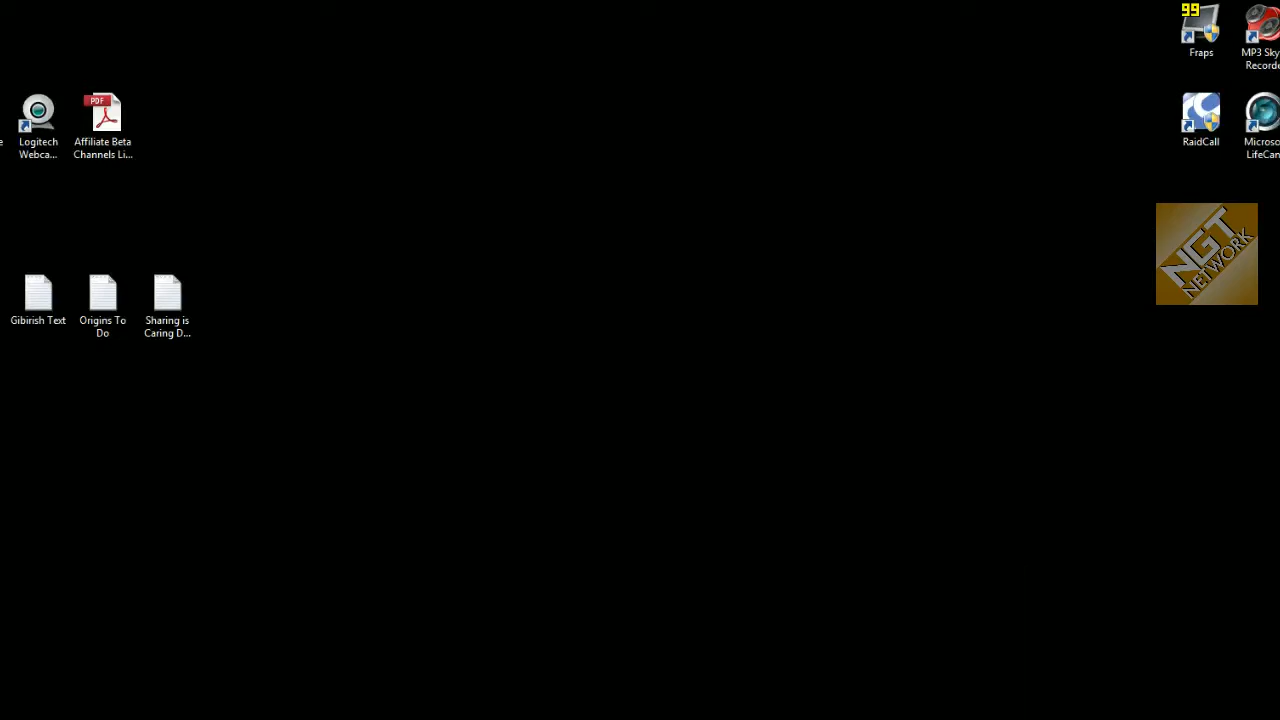 99
Fraps
MP3 Sky
Recorde
PDF
e
Logitech
Webca...
Affiliate Beta
Channels Li...
RaidCall
Microso
LifeCan
NGT
NETWORK
Gibirish Text
Origins To
Do
Sharing is
Caring D...